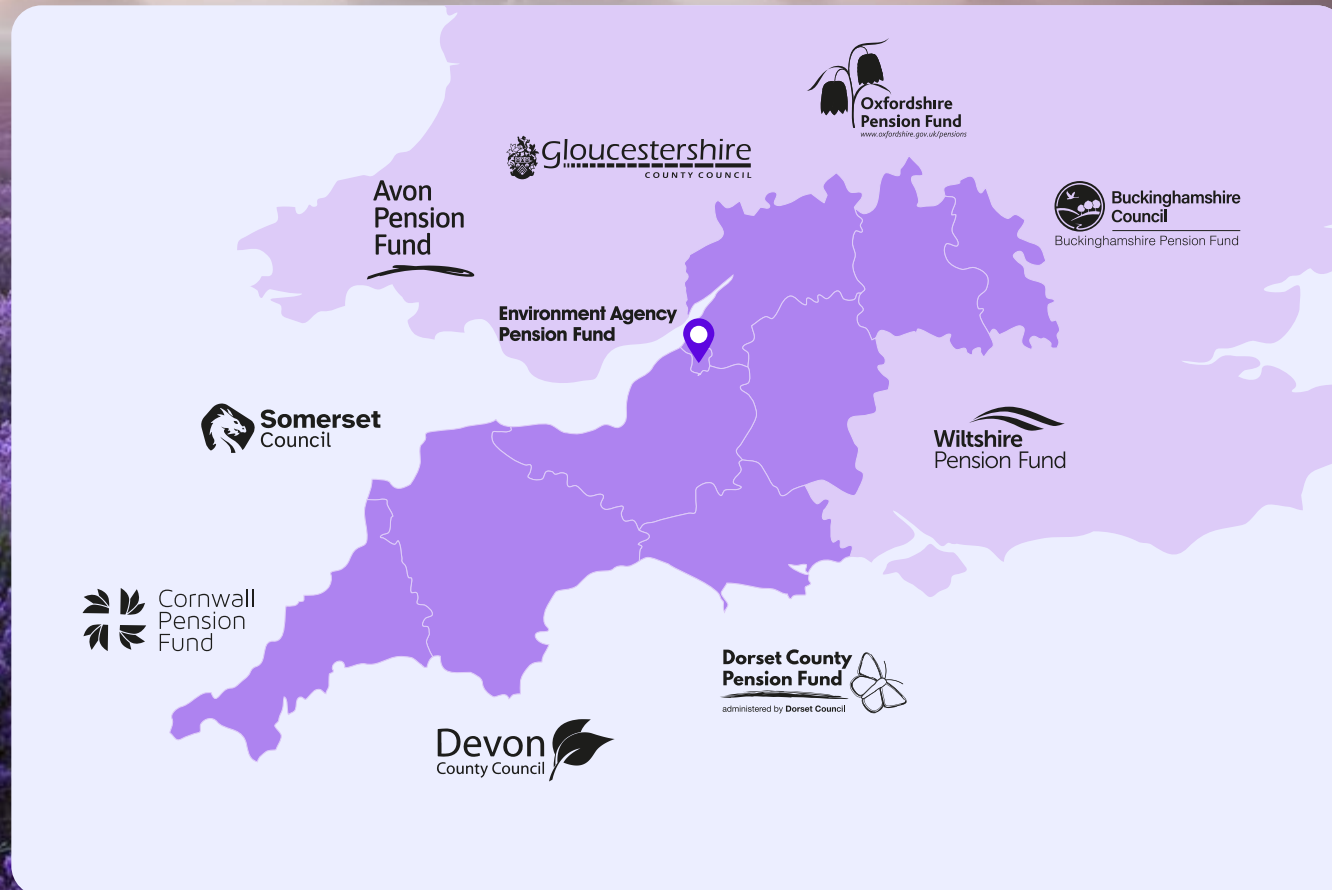 Oxfordshire
Pension Fund
www.oxfordshire.gov.uk/pensions
Gloucestershire
COUNTY COUNCIL
Avon
Pension
Fund
Buckinghamshire
Council
Buckinghamshire Pension Fund
Environment Agency
Pension Fund
Somerset
Council
Wiltshire
Pension Fund
Cornwall
Pension
Fund
Dorset County
Pension Fund
administered by Dorset Council
Devon
County Council